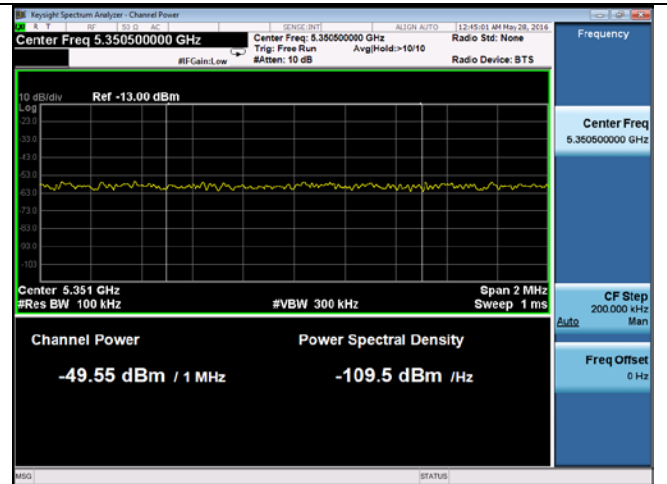 Keysight Spectrum Analyzer - Channel Power
R T RF 50 Ω AC SENSE:INT ALIGN AUTO 12:45:01 AM May 28, 2016
Center Freq 5.350500000 GHz
Center Freq: 5.350500000 GHz Radio Std: None
Trig: Free Run Avg|Hold:>10/10
#IFGain:Low #Atten: 10 dB Radio Device: BTS
Frequency
10 dB/div Ref -13.00 dBm
Log
-23.0
-33.0
-43.0
-53.0
-63.0
-73.0
-83.0
-93.0
-103
Center Freq
5.350500000 GHz
Center 5.351 GHz Span 2 MHz
#Res BW 100 kHz #VBW 300 kHz Sweep 1 ms
CF Step
200.000 kHz
Auto Man
Channel Power Power Spectral Density
-49.55 dBm / 1 MHz -109.5 dBm /Hz
Freq Offset
0 Hz
MSG STATUS